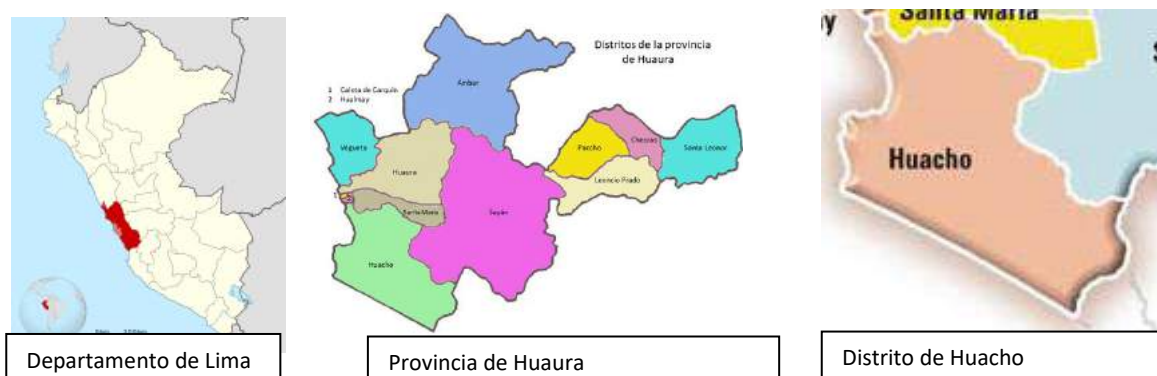 Departamento de Lima
Distritos de la provincia
de Huaura
1 Caleta de Carquín.
2 Hualmay
Ambar
Végueta
Huaura
Paccho
Checras
Santa Leonor
Leoncio Prado
Santa María
Sayán
Huacho
Provincia de Huaura
Santa María
Huacho
Distrito de Huacho